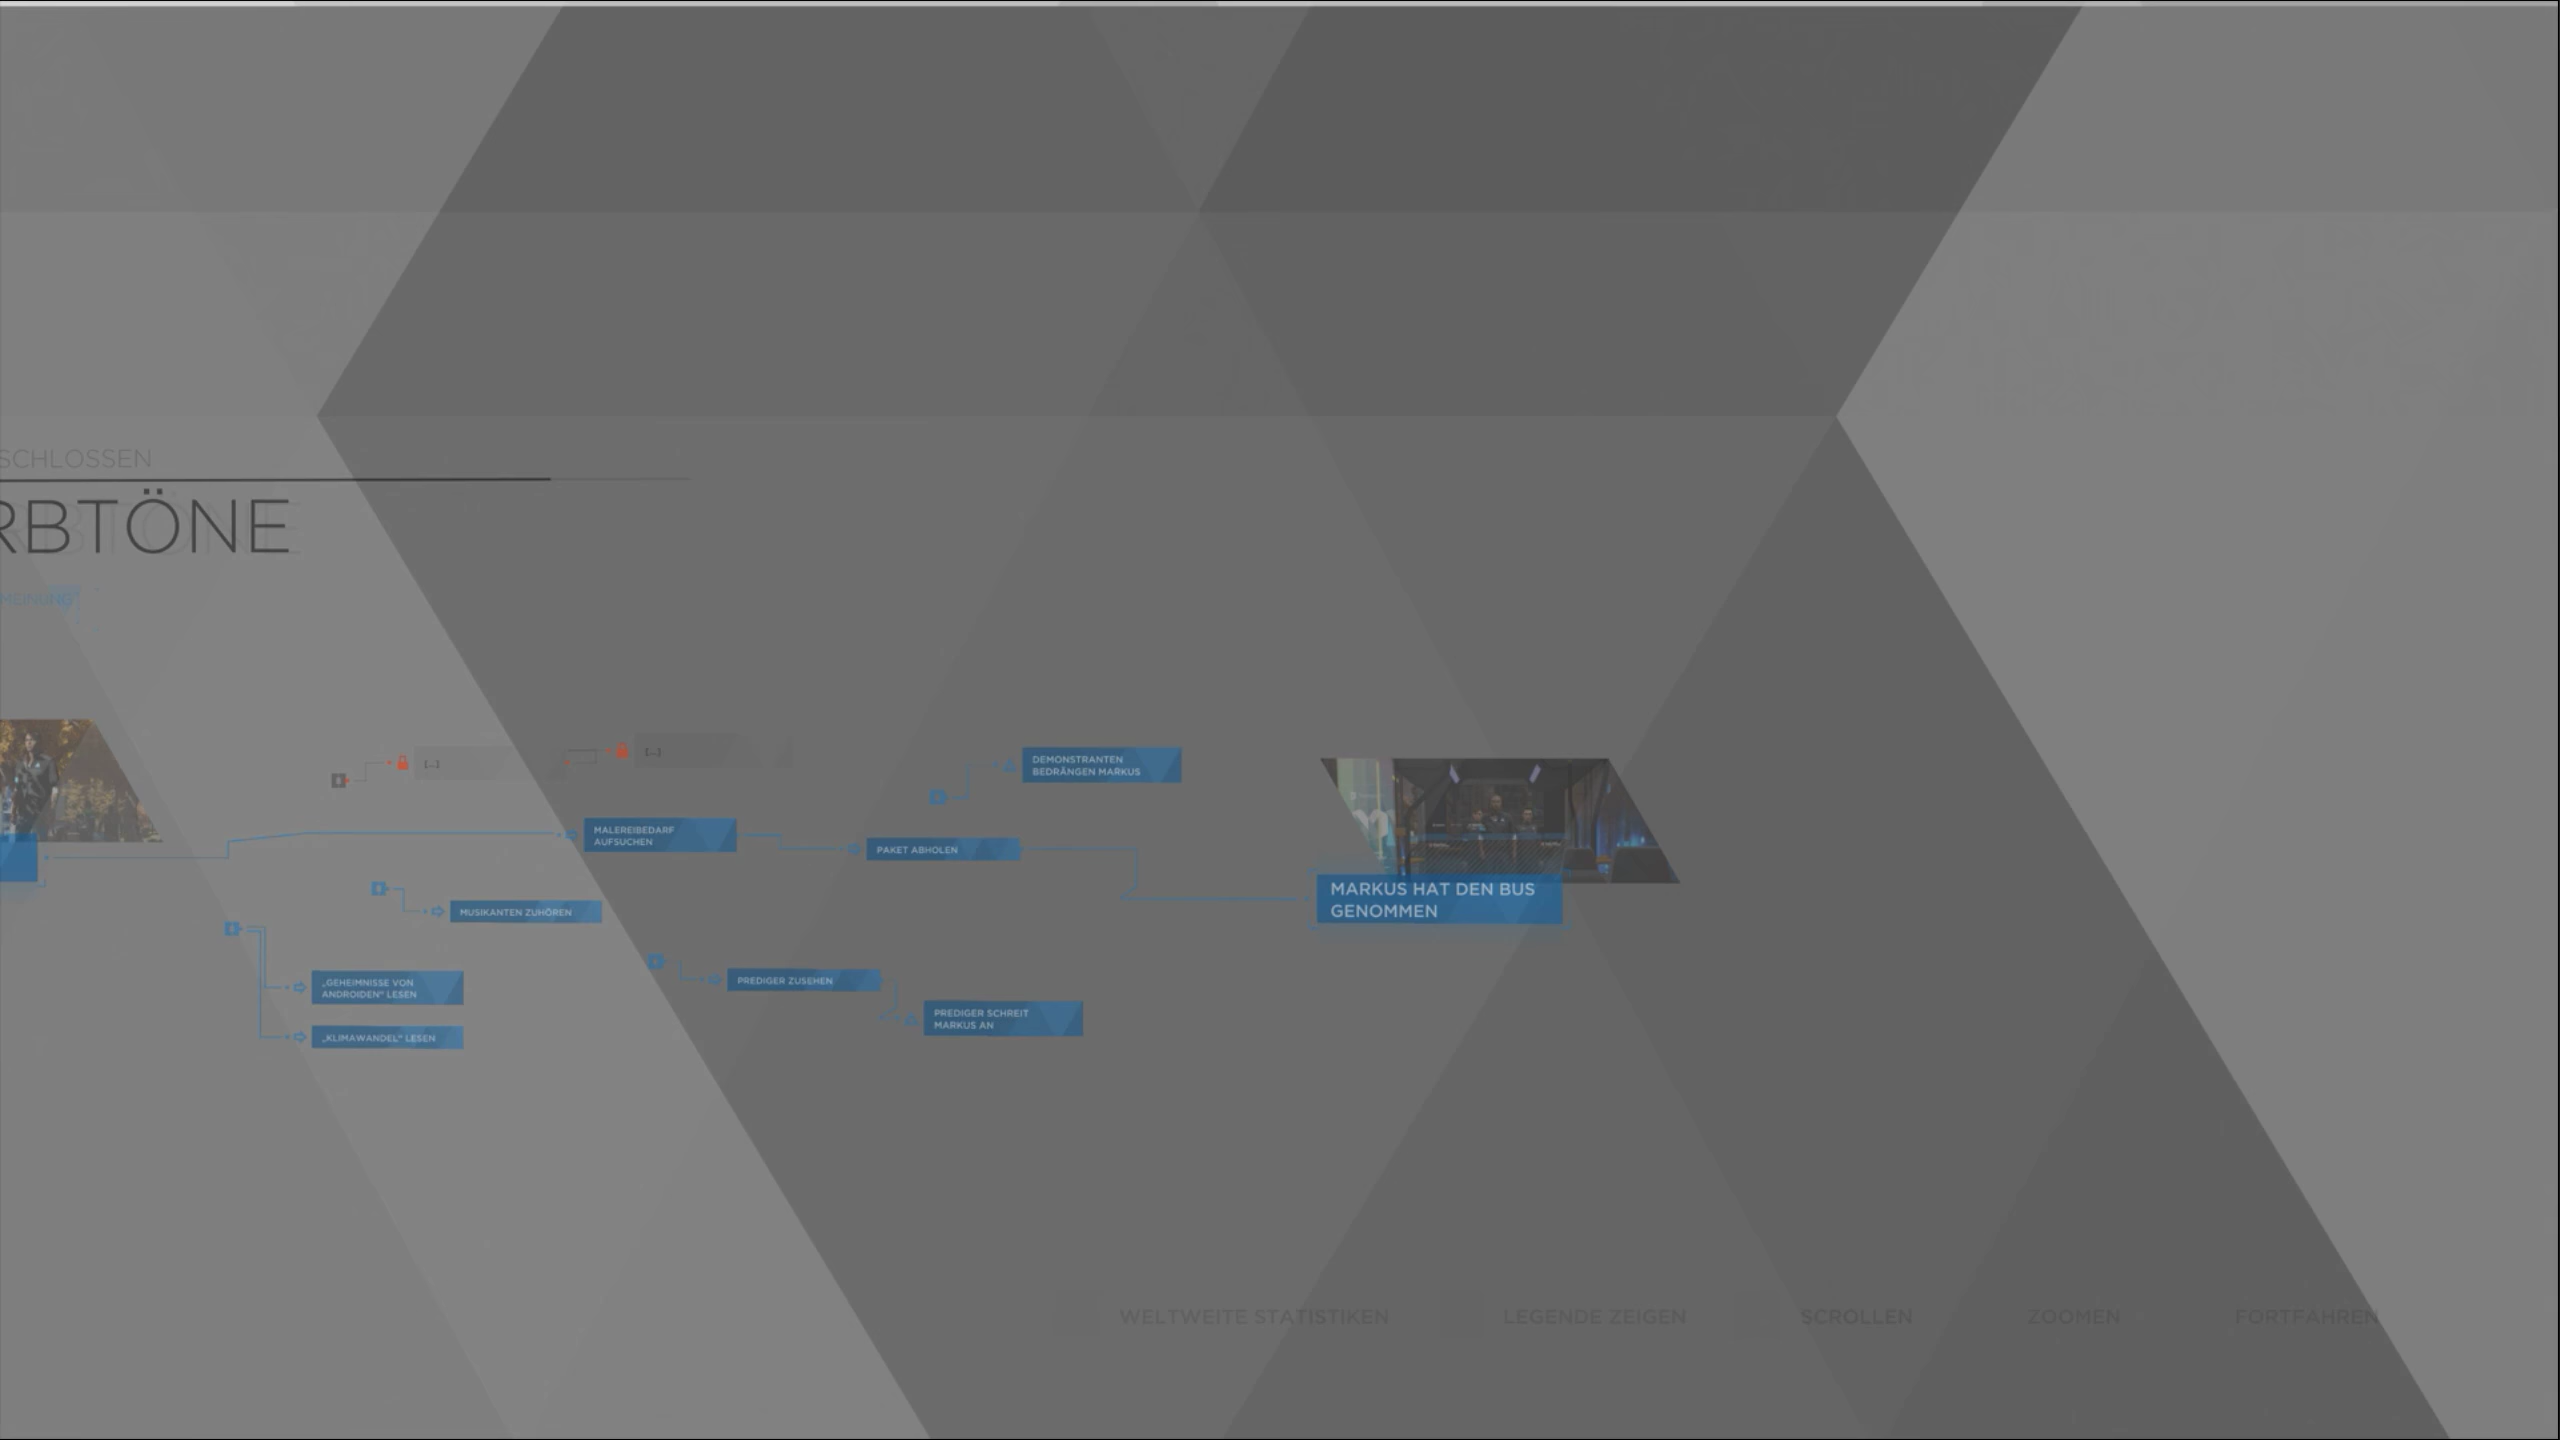 SCHLOSSEN
RBTÖNE
MEINUNG
[...]
[...]
DEMONSTRANTEN
BEDRÄNGEN MARKUS
MALEREIBEDARF
AUFSUCHEN
PAKET ABHOLEN
MARKUS HAT DEN BUS
GENOMMEN
MUSIKANTEN ZUHÖREN
„GEHEIMNISSE VON
ANDROIDEN“ LESEN
PREDIGER ZUSEHEN
PREDIGER SCHREIT
MARKUS AN
„KLIMAWANDEL“ LESEN
WELTWEITE STATISTIKEN
LEGENDE ZEIGEN
SCROLLEN
ZOOMEN
FORTFAHREN